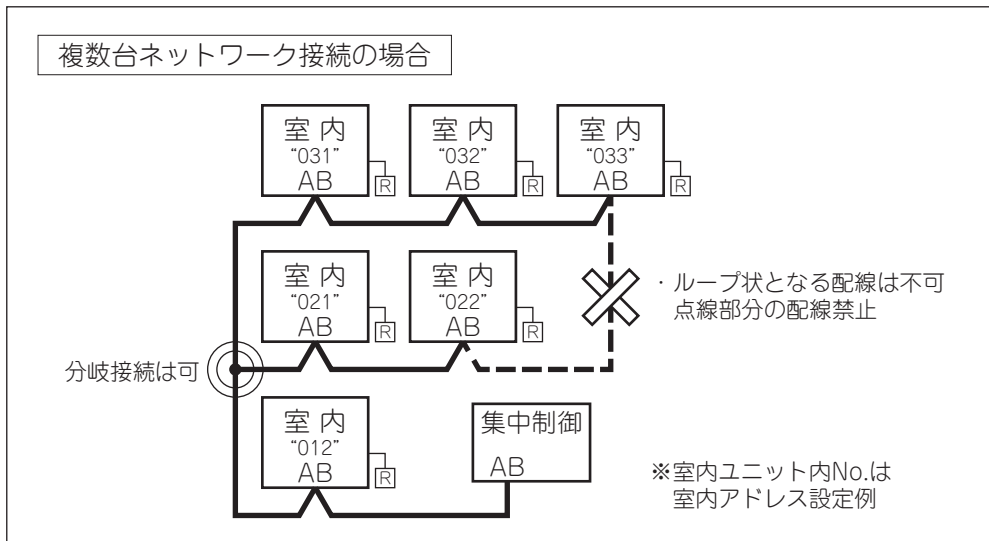 複数台ネットワーク接続の場合
室内
“031”
AB
R
室内
“032”
AB
R
室内
“033”
AB
R
室内
“021”
AB
R
室内
“022”
AB
R
・ループ状となる配線は不可
点線部分の配線禁止
分岐接続は可
室内
“012”
AB
R
集中制御
AB
※室内ユニット内No.は
室内アドレス設定例